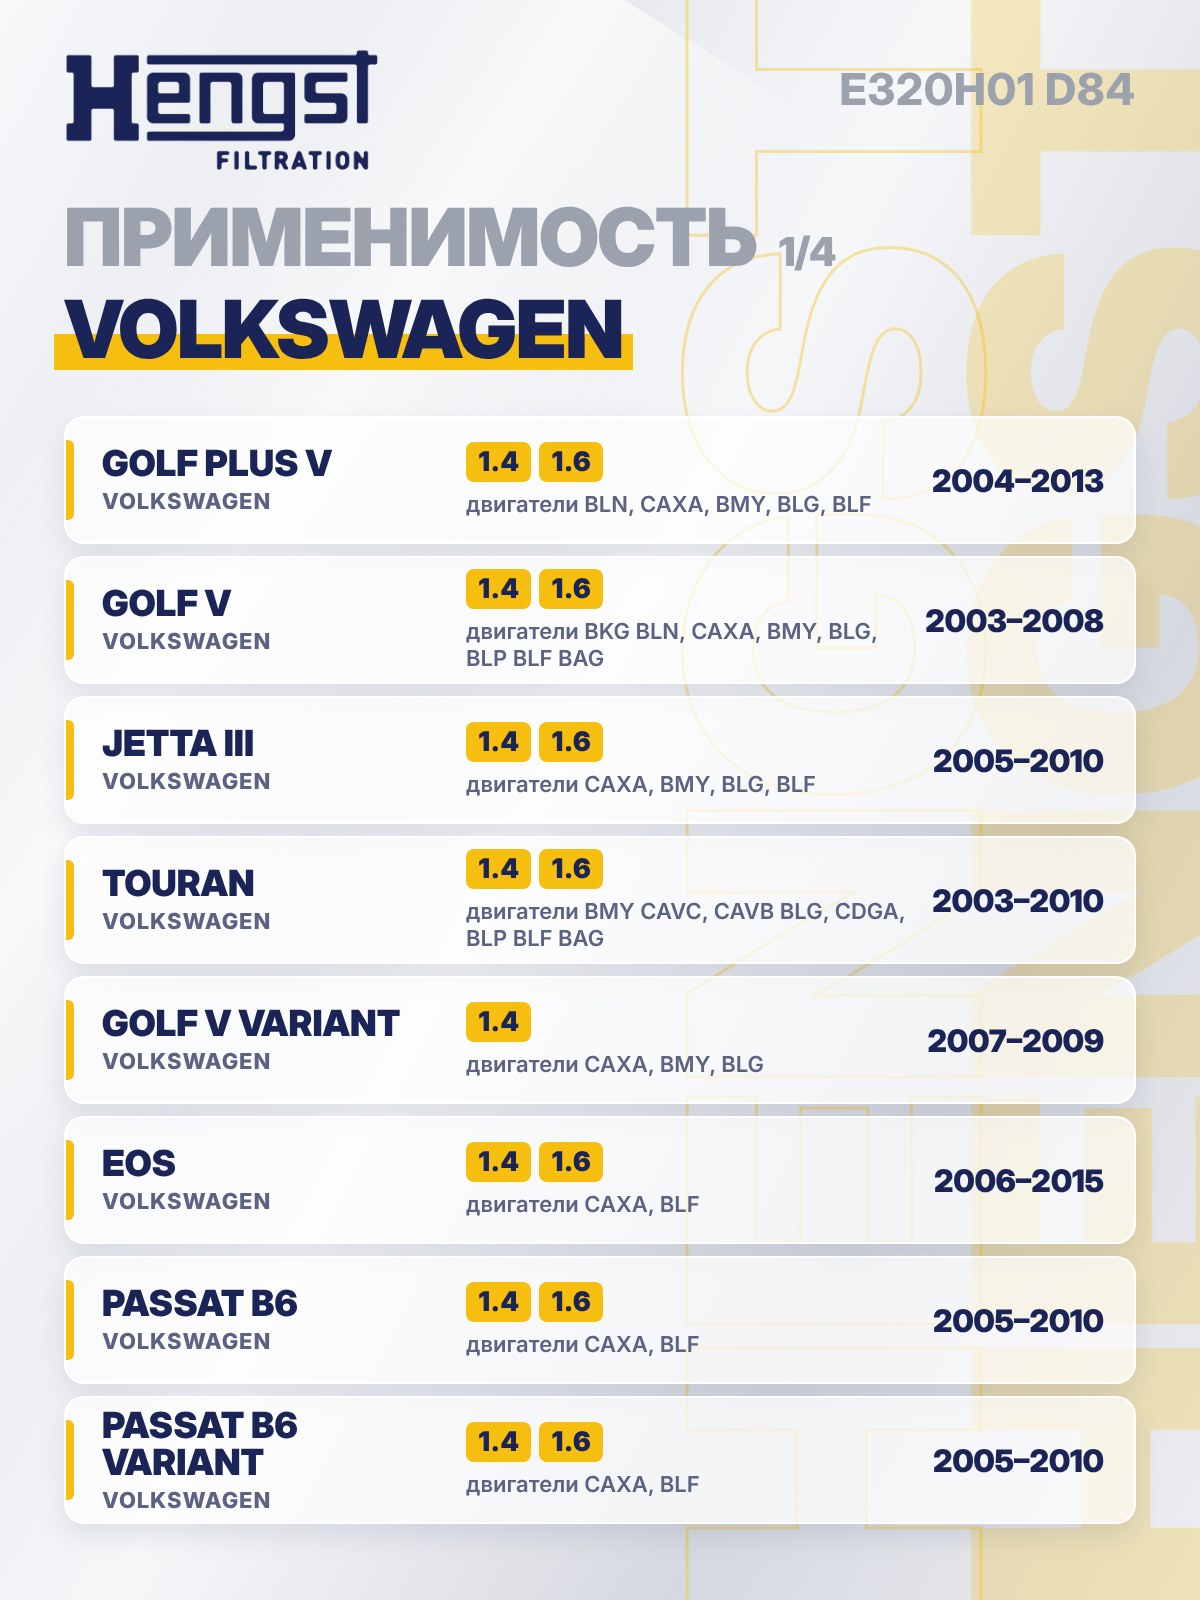 Hengst
FILTRATION
E320H01 D84
ПРИМЕНИМОСТЬ 1/4
VOLKSWAGEN
GOLF PLUS V
VOLKSWAGEN
1.4 1.6
двигатели BLN, CAXA, BMY, BLG, BLF
2004–2013
GOLF V
VOLKSWAGEN
1.4 1.6
двигатели BKG BLN, CAXA, BMY, BLG,
BLP BLF BAG
2003–2008
JETTA III
VOLKSWAGEN
1.4 1.6
двигатели CAXA, BMY, BLG, BLF
2005–2010
TOURAN
VOLKSWAGEN
1.4 1.6
двигатели BMY CAVC, CAVB BLG, CDGA,
BLP BLF BAG
2003–2010
GOLF V VARIANT
VOLKSWAGEN
1.4
двигатели CAXA, BMY, BLG
2007–2009
EOS
VOLKSWAGEN
1.4 1.6
двигатели CAXA, BLF
2006–2015
PASSAT B6
VOLKSWAGEN
1.4 1.6
двигатели CAXA, BLF
2005–2010
PASSAT B6
VARIANT
VOLKSWAGEN
1.4 1.6
двигатели CAXA, BLF
2005–2010
HENGST
HENGST